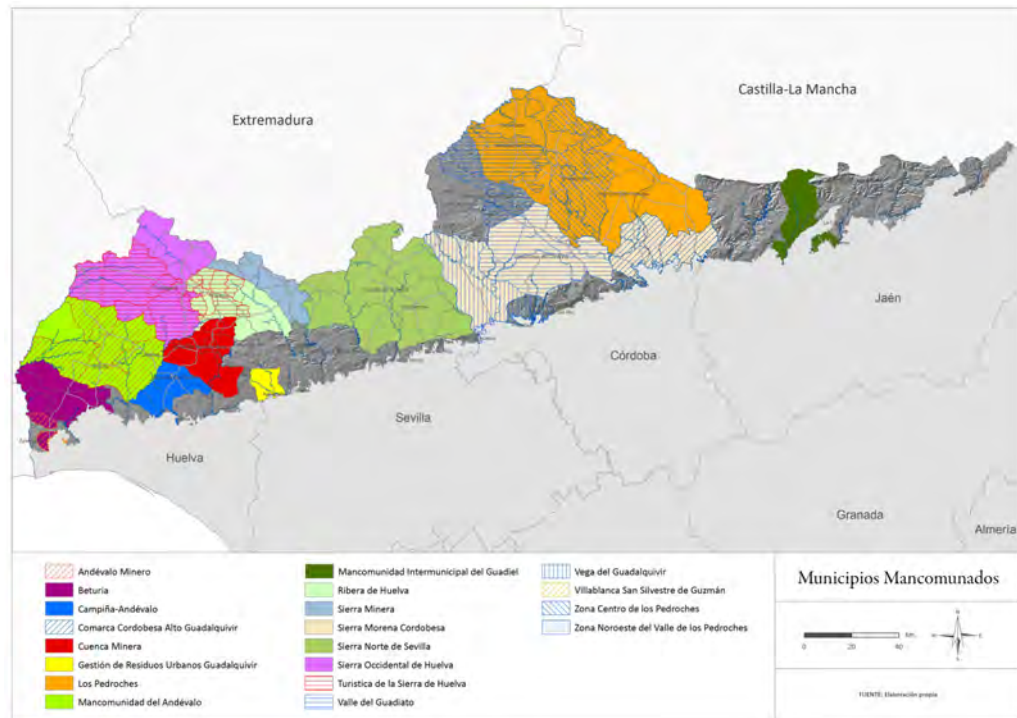 Castilla-La Mancha
Extremadura
Jaén
Córdoba
Sevilla
Huelva
Granada
Almería
Andévalo Minero
Beturia
Campiña-Andévalo
Comarca Cordobesa Alto Guadalquivir
Cuenca Minera
Gestión de Residuos Urbanos Guadalquivir
Los Pedroches
Mancomunidad del Andévalo
Mancomunidad Intermunicipal del Guadiel
Ribera de Huelva
Sierra Minera
Sierra Morena Cordobesa
Sierra Norte de Sevilla
Sierra Occidental de Huelva
Turistica de la Sierra de Huelva
Valle del Guadiato
Vega del Guadalquivir
Villablanca San Silvestre de Guzmán
Zona Centro de los Pedroches
Zona Noroeste del Valle de los Pedroches
Municipios Mancomunados
km.
0 20 40
N
W E
S
FUENTE: Elaboración propia